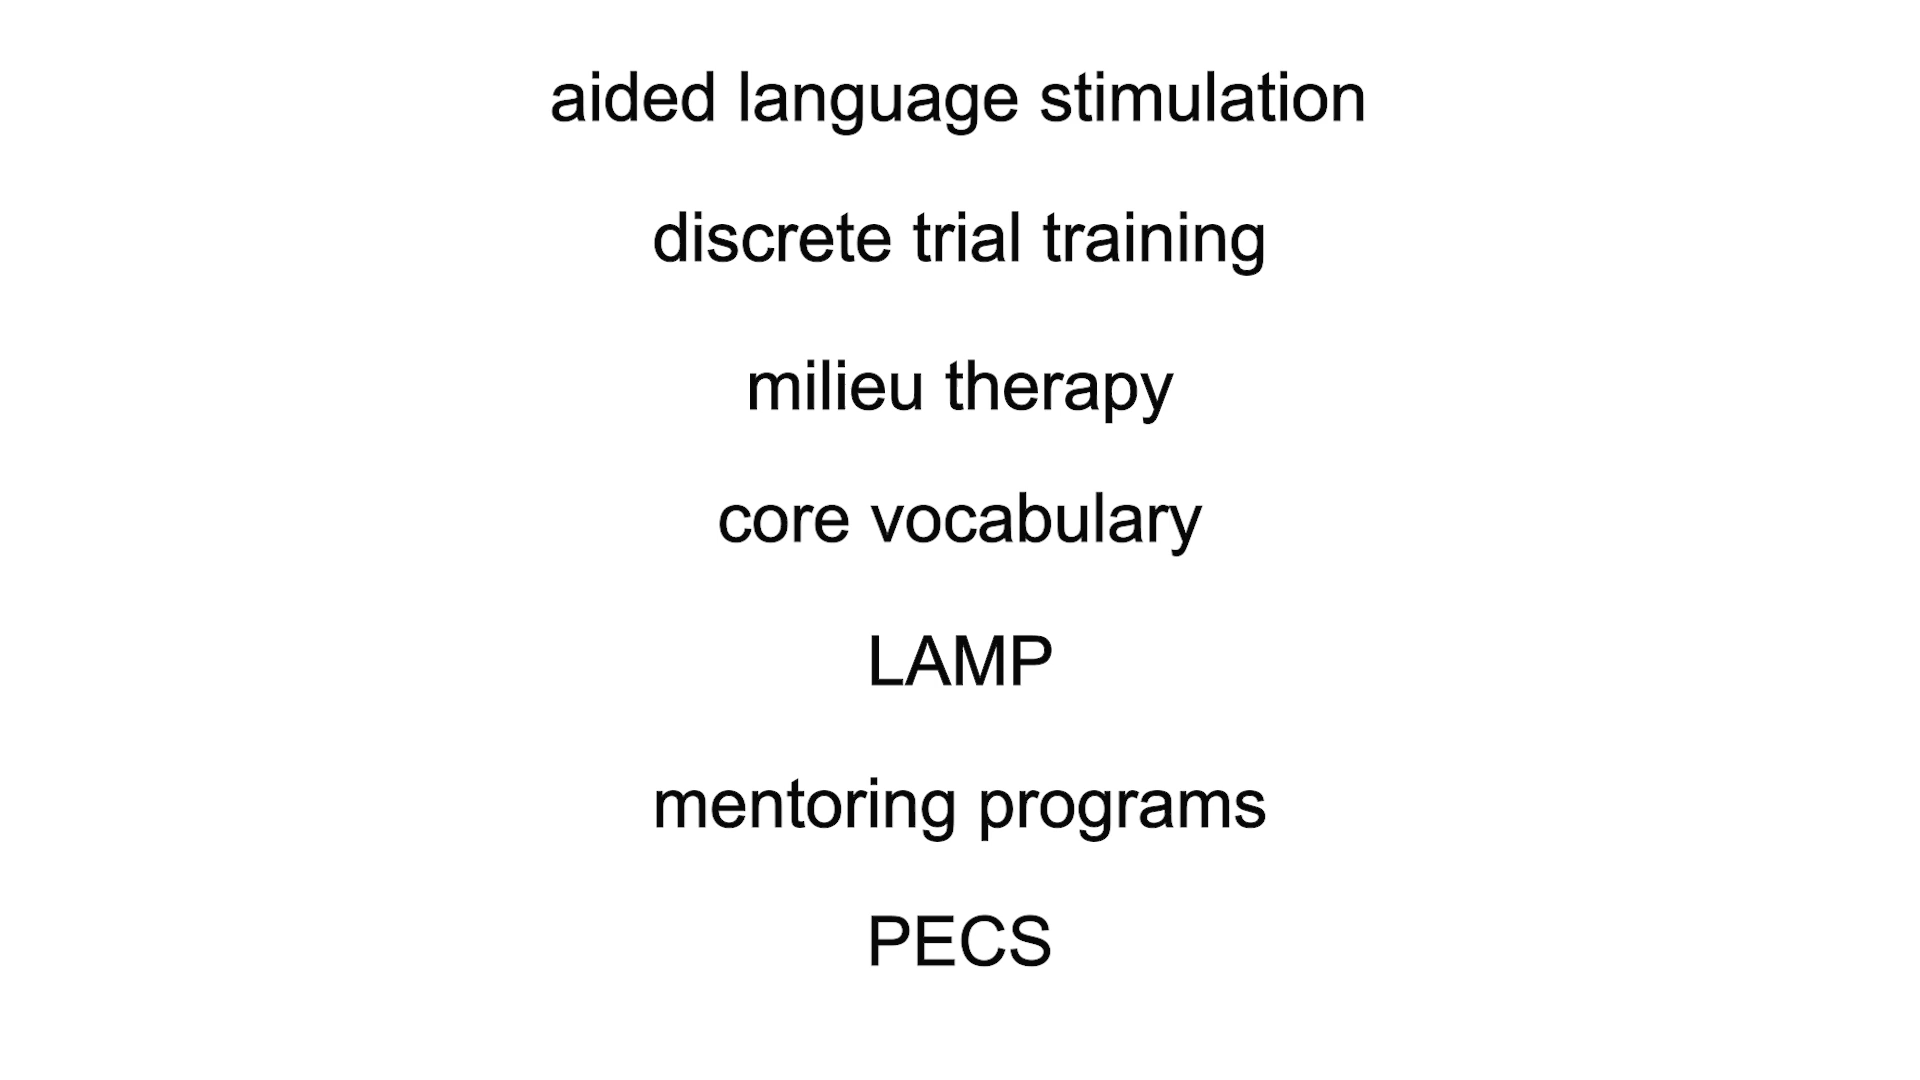 aided language stimulation
discrete trial training
milieu therapy
core vocabulary
LAMP
mentoring programs
PECS